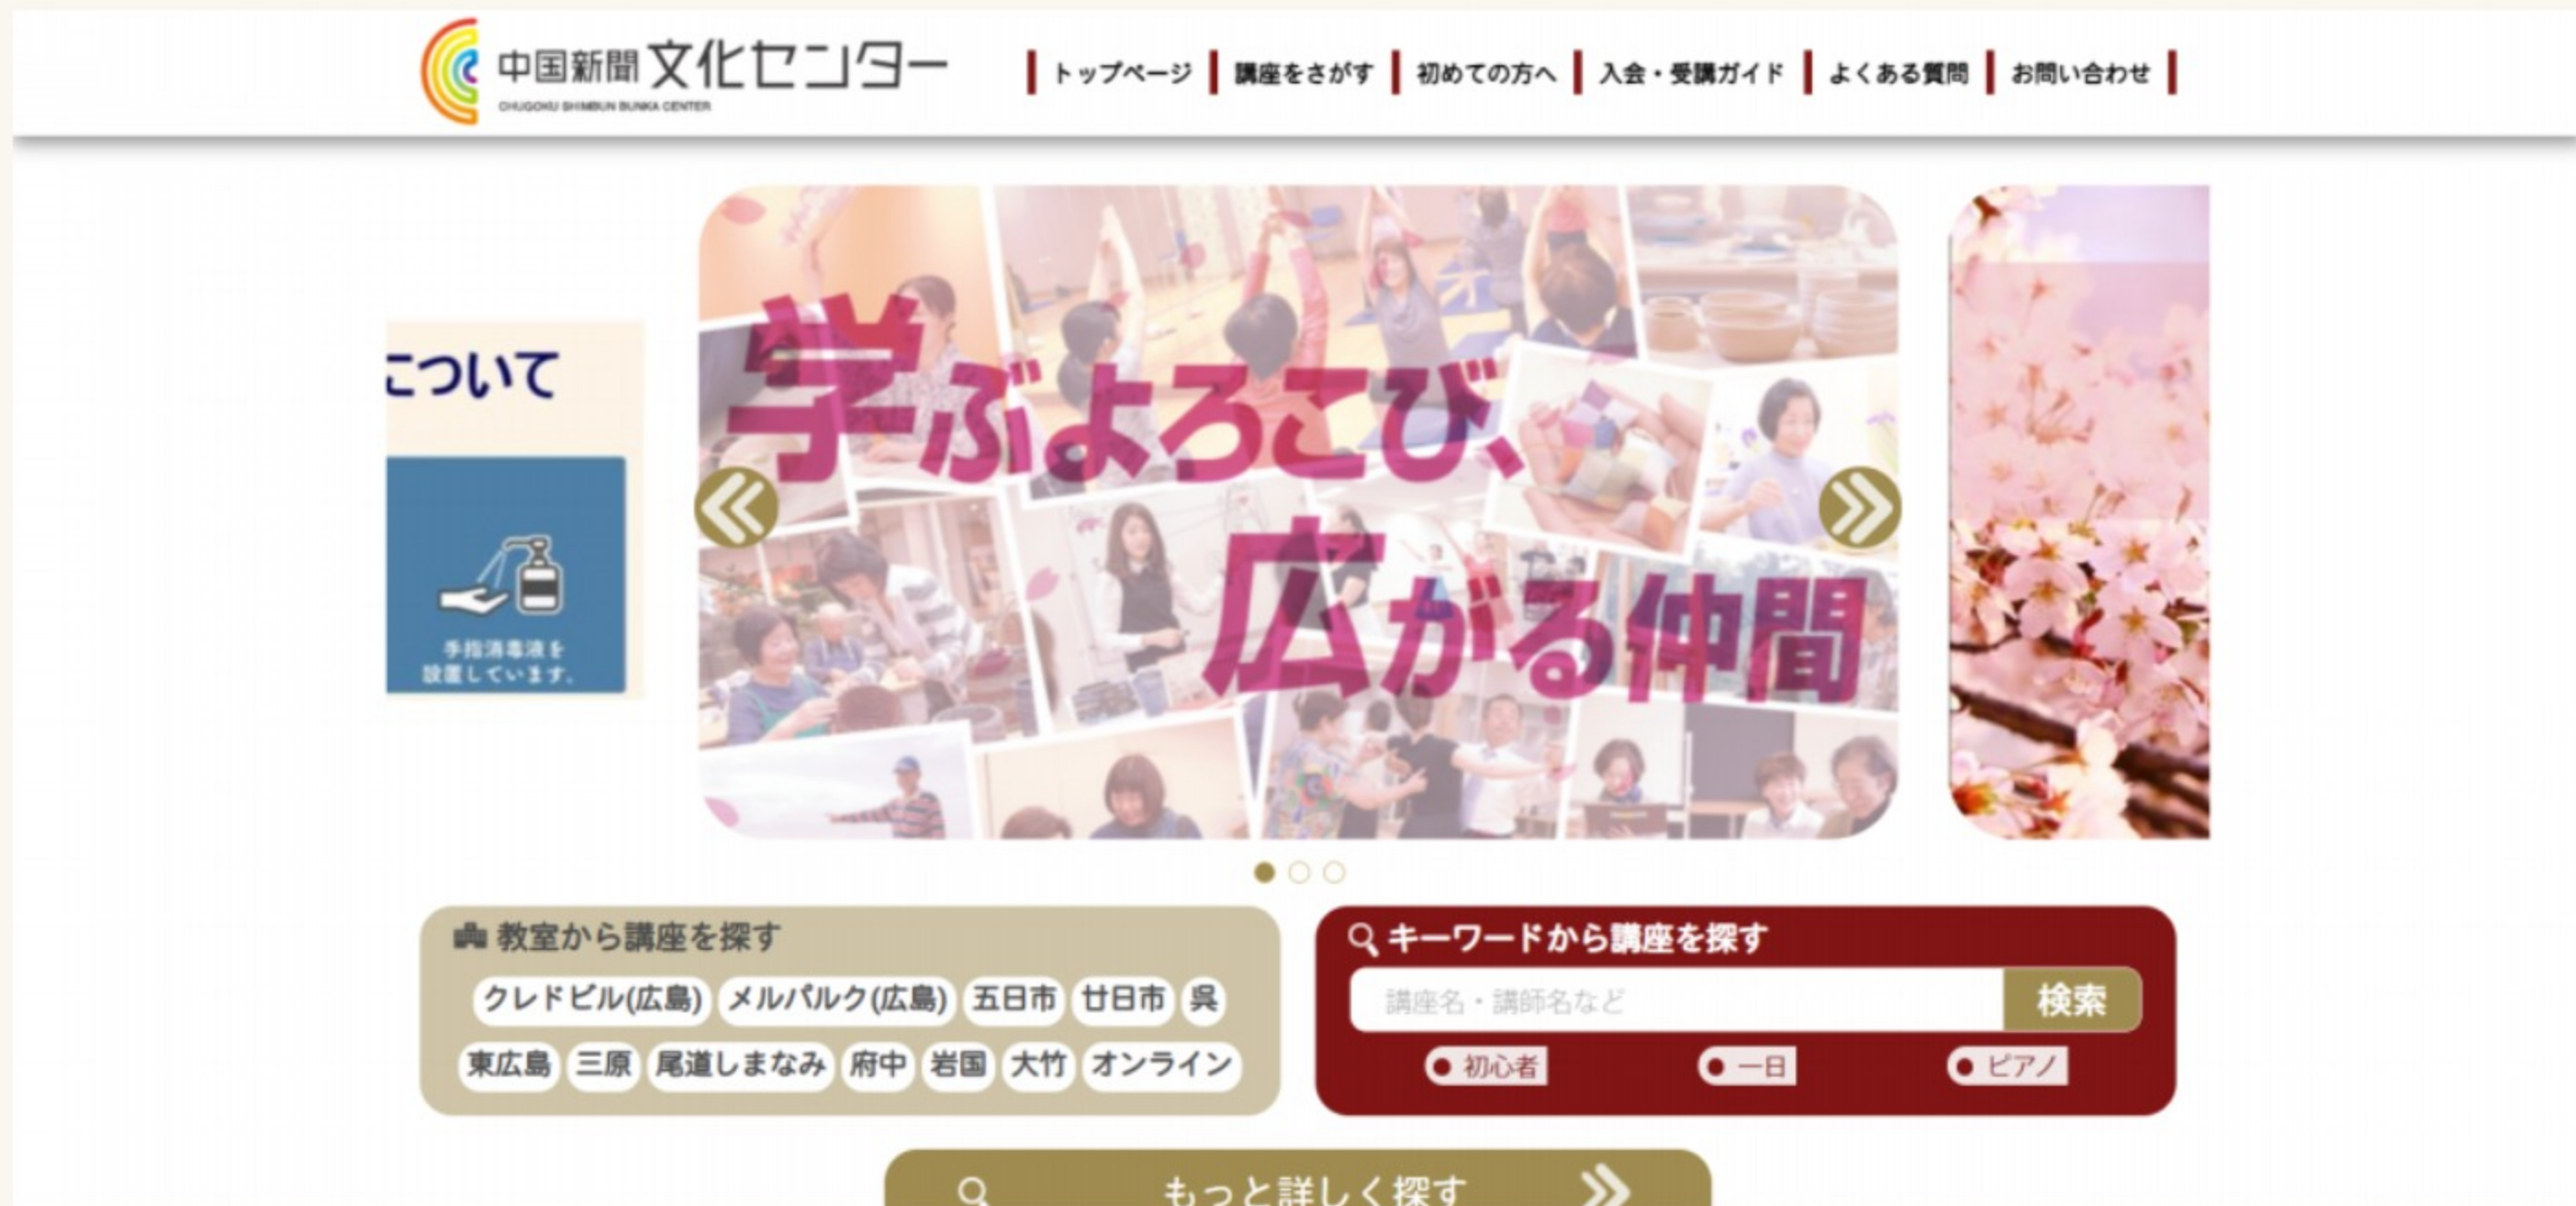 中国新聞 文化センター
CHUGOKU SHIMBUN BUNKA CENTER
トップページ
講座をさがす
初めての方へ
入会・受講ガイド
よくある質問
お問い合わせ
について
手指消毒液を
設置しています。
学ぶよろこび、
広がる仲間
教室から講座を探す
クレドビル(広島) メルパルク(広島) 五日市 廿日市 呉
東広島 三原 尾道しまなみ 府中 岩国 大竹 オンライン
キーワードから講座を探す
講座名・講師名など 検索
初心者 一日 ピアノ
もっと詳しく探す